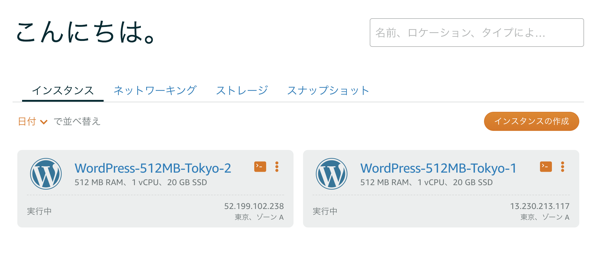 こんにちは。
名前、ロケーション、タイプによ...
インスタンス ネットワーキング ストレージ スナップショット
日付 で並べ替え
インスタンスの作成
WordPress-512MB-Tokyo-2
512 MB RAM、1 vCPU、20 GB SSD
実行中
52.199.102.238
東京、ゾーン A
WordPress-512MB-Tokyo-1
512 MB RAM、1 vCPU、20 GB SSD
実行中
13.230.213.117
東京、ゾーン A